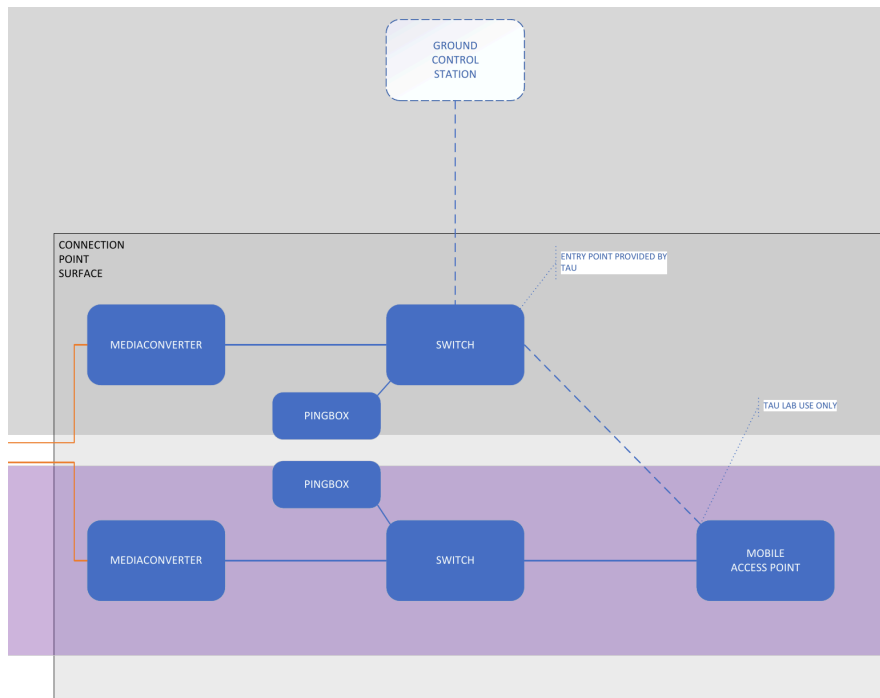 GROUND
CONTROL
STATION
CONNECTION
POINT
SURFACE
ENTRY POINT PROVIDED BY
TAU
MEDIACONVERTER
SWITCH
PINGBOX
TAU LAB USE ONLY
PINGBOX
MEDIACONVERTER
SWITCH
MOBILE
ACCESS POINT